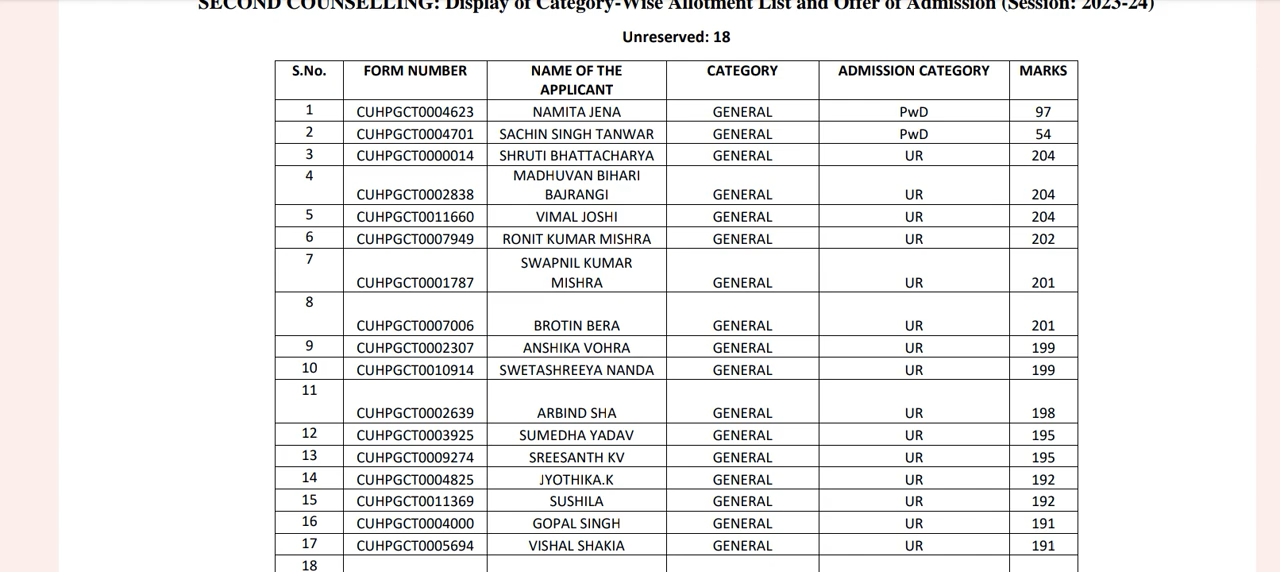 SECOND COUNSELLING: Display of Category-Wise Allotment List and Offer of Admission (Session: 2023-24)
Unreserved: 18
S.No. FORM NUMBER NAME OF THE APPLICANT CATEGORY ADMISSION CATEGORY MARKS
1 CUHPGCT0004623 NAMITA JENA GENERAL PwD 97
2 CUHPGCT0004701 SACHIN SINGH TANWAR GENERAL PwD 54
3 CUHPGCT0000014 SHRUTI BHATTACHARYA GENERAL UR 204
4 CUHPGCT0002838 MADHUVAN BIHARI BAJRANGI GENERAL UR 204
5 CUHPGCT0011660 VIMAL JOSHI GENERAL UR 204
6 CUHPGCT0007949 RONIT KUMAR MISHRA GENERAL UR 202
7 CUHPGCT0001787 SWAPNIL KUMAR MISHRA GENERAL UR 201
8 CUHPGCT0007006 BROTIN BERA GENERAL UR 201
9 CUHPGCT0002307 ANSHIKA VOHRA GENERAL UR 199
10 CUHPGCT0010914 SWETASHREEYA NANDA GENERAL UR 199
11 CUHPGCT0002639 ARBIND SHA GENERAL UR 198
12 CUHPGCT0003925 SUMEDHA YADAV GENERAL UR 195
13 CUHPGCT0009274 SREESANTH KV GENERAL UR 195
14 CUHPGCT0004825 JYOTHIKA.K GENERAL UR 192
15 CUHPGCT0011369 SUSHILA GENERAL UR 192
16 CUHPGCT0004000 GOPAL SINGH GENERAL UR 191
17 CUHPGCT0005694 VISHAL SHAKIA GENERAL UR 191
18